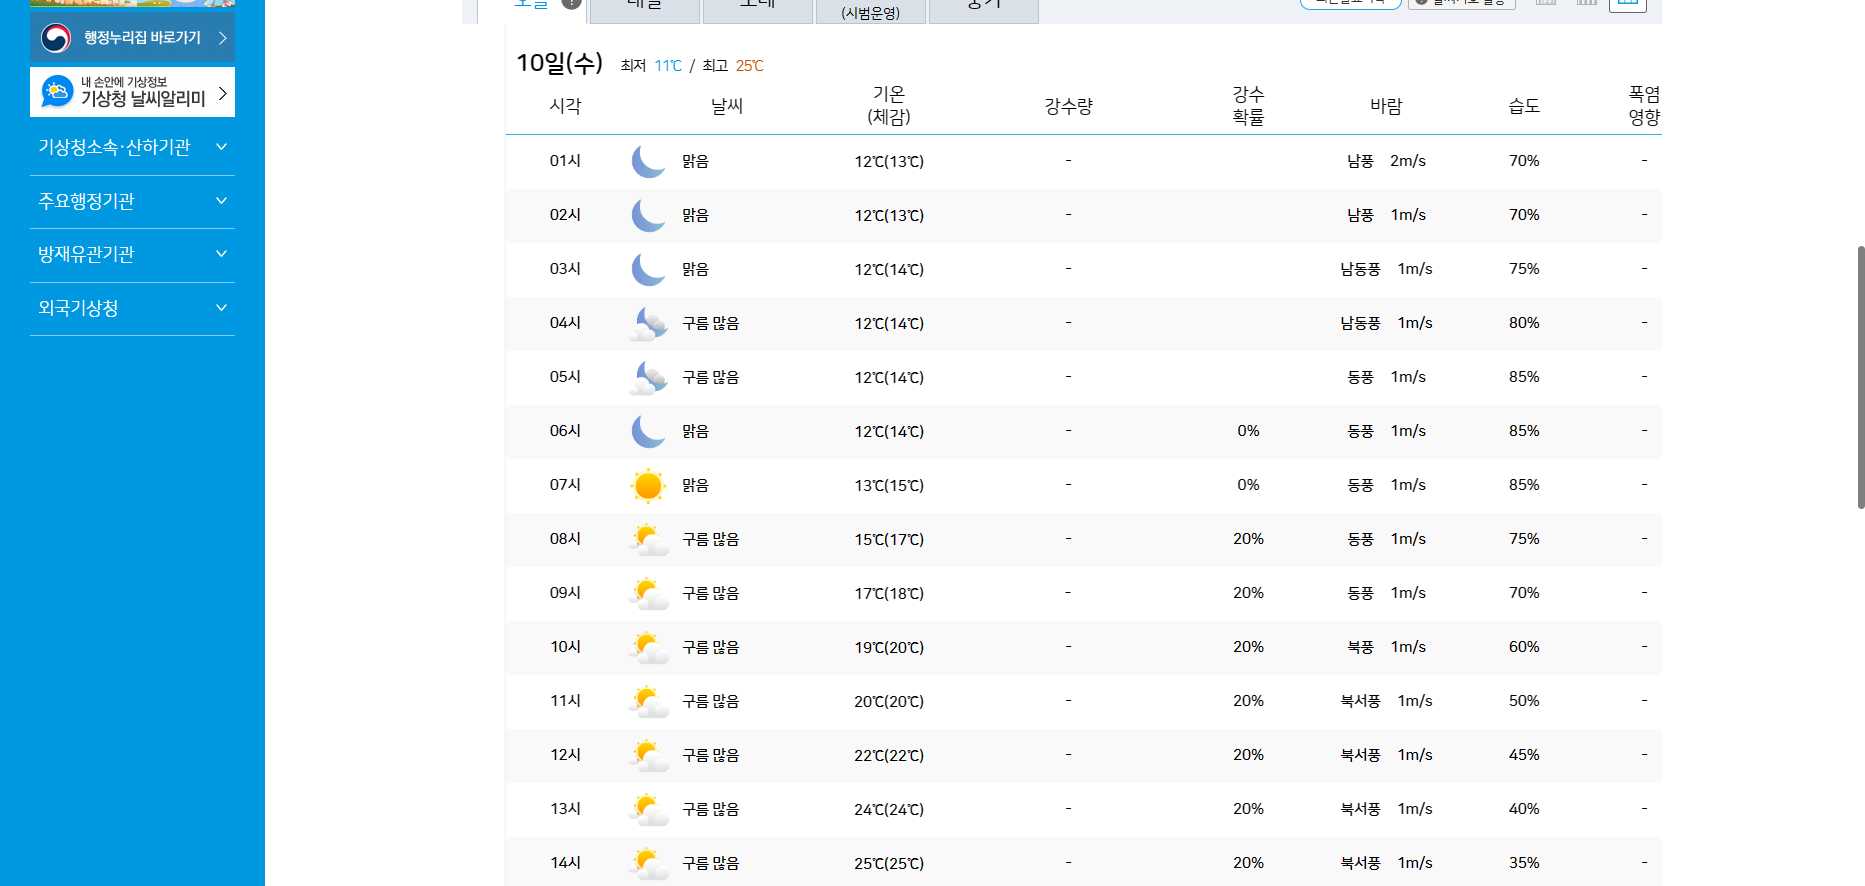 행정누리집 바로가기
내 손안에 기상정보
기상청 날씨알리미
기상청소속·산하기관
주요행정기관
방재유관기관
외국기상청
오늘 ?
(시범운영)
10일(수) 최저 11℃ / 최고 25℃
시각 날씨 기온 (체감) 강수량 강수 확률 바람 습도 폭염 영향
01시 맑음 12℃(13℃) - 남풍 2m/s 70% -
02시 맑음 12℃(13℃) - 남풍 1m/s 70% -
03시 맑음 12℃(14℃) - 남동풍 1m/s 75% -
04시 구름 많음 12℃(14℃) - 남동풍 1m/s 80% -
05시 구름 많음 12℃(14℃) - 동풍 1m/s 85% -
06시 맑음 12℃(14℃) - 0% 동풍 1m/s 85% -
07시 맑음 13℃(15℃) - 0% 동풍 1m/s 85% -
08시 구름 많음 15℃(17℃) - 20% 동풍 1m/s 75% -
09시 구름 많음 17℃(18℃) - 20% 동풍 1m/s 70% -
10시 구름 많음 19℃(20℃) - 20% 북풍 1m/s 60% -
11시 구름 많음 20℃(20℃) - 20% 북서풍 1m/s 50% -
12시 구름 많음 22℃(22℃) - 20% 북서풍 1m/s 45% -
13시 구름 많음 24℃(24℃) - 20% 북서풍 1m/s 40% -
14시 구름 많음 25℃(25℃) - 20% 북서풍 1m/s 35% -